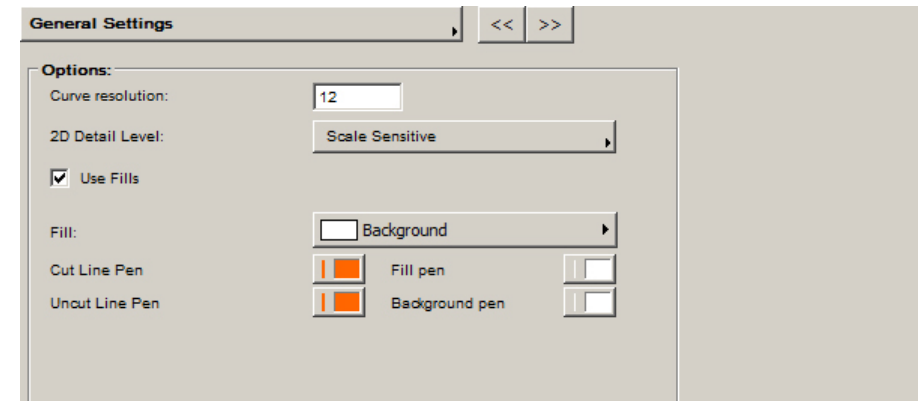 General Settings << >>
Options:
Curve resolution: 12
2D Detail Level: Scale Sensitive
Use Fills
Fill: Background
Cut Line Pen Fill pen
Uncut Line Pen Background pen